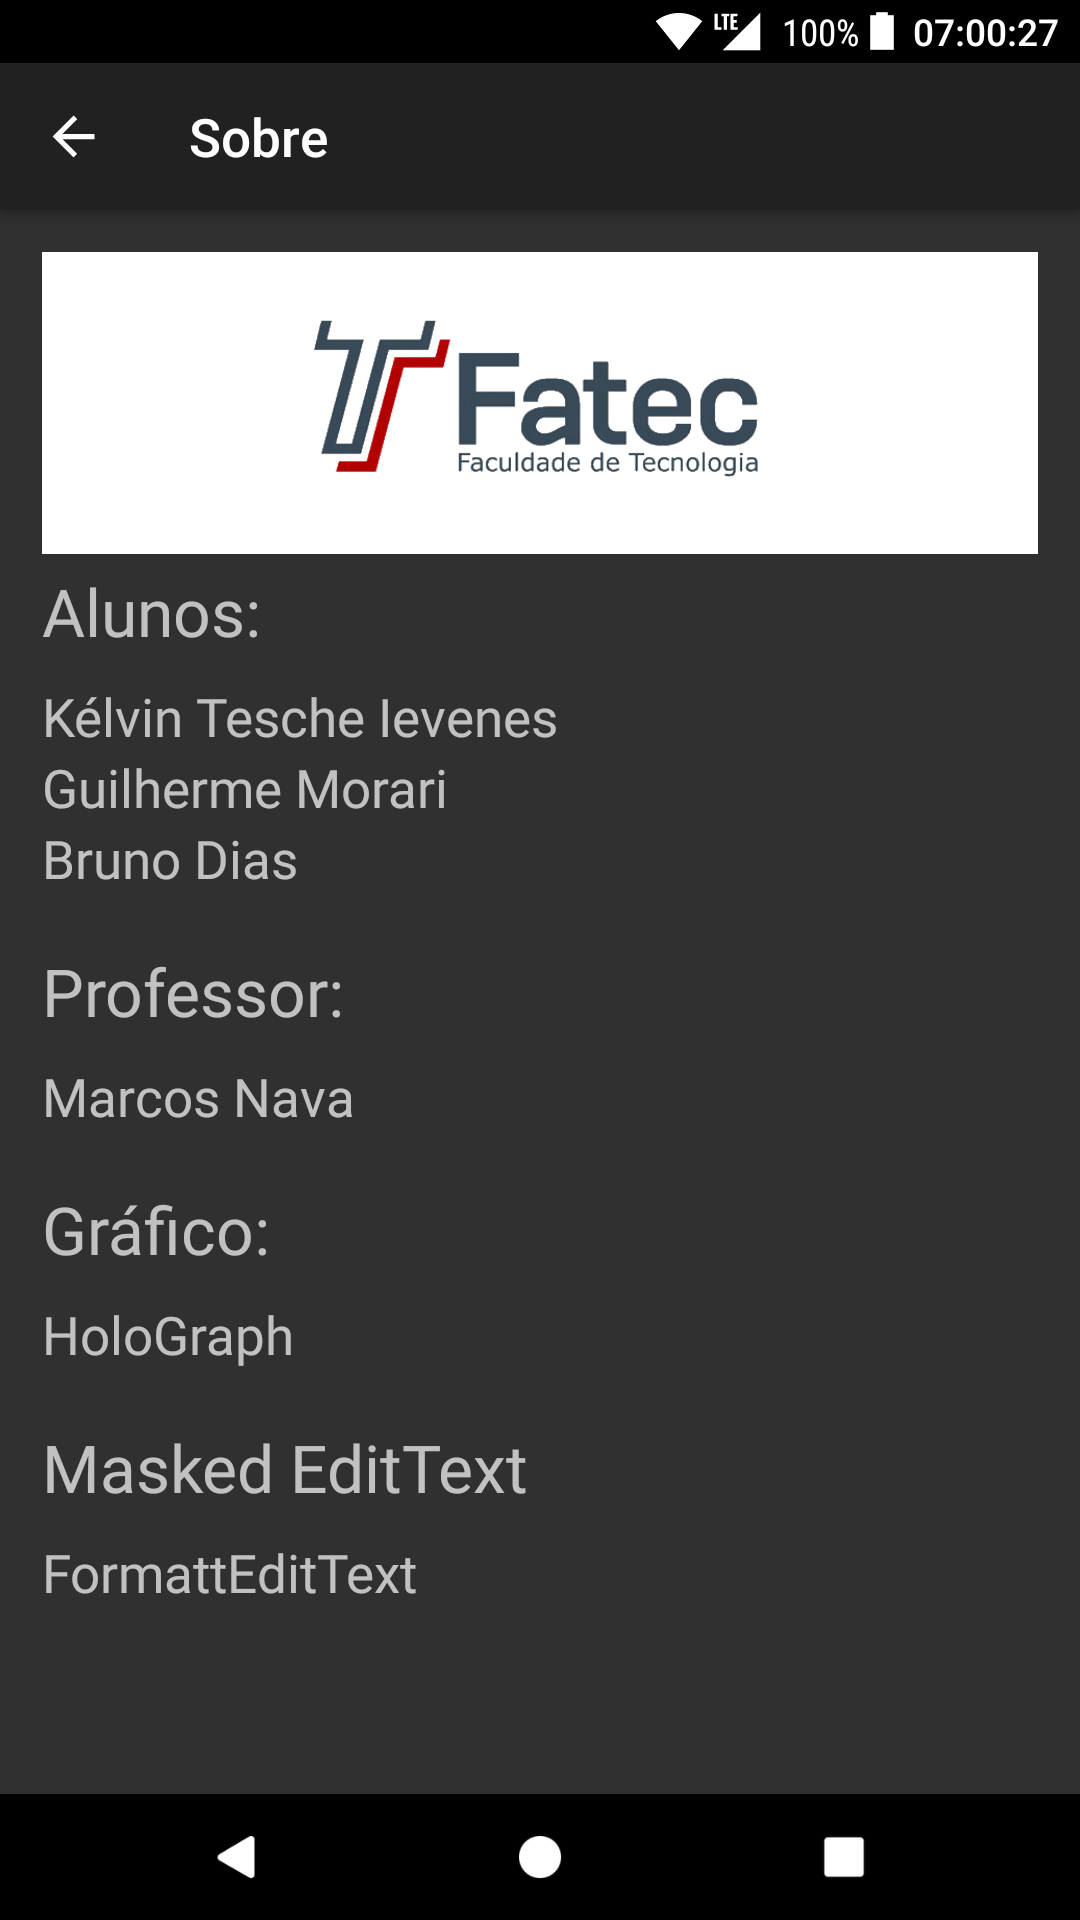 LTE 100% 07:00:27
Sobre
Fatec
Faculdade de Tecnologia
Alunos:
Kélvin Tesche Ievenes
Guilherme Morari
Bruno Dias
Professor:
Marcos Nava
Gráfico:
HoloGraph
Masked EditText
FormattEditText